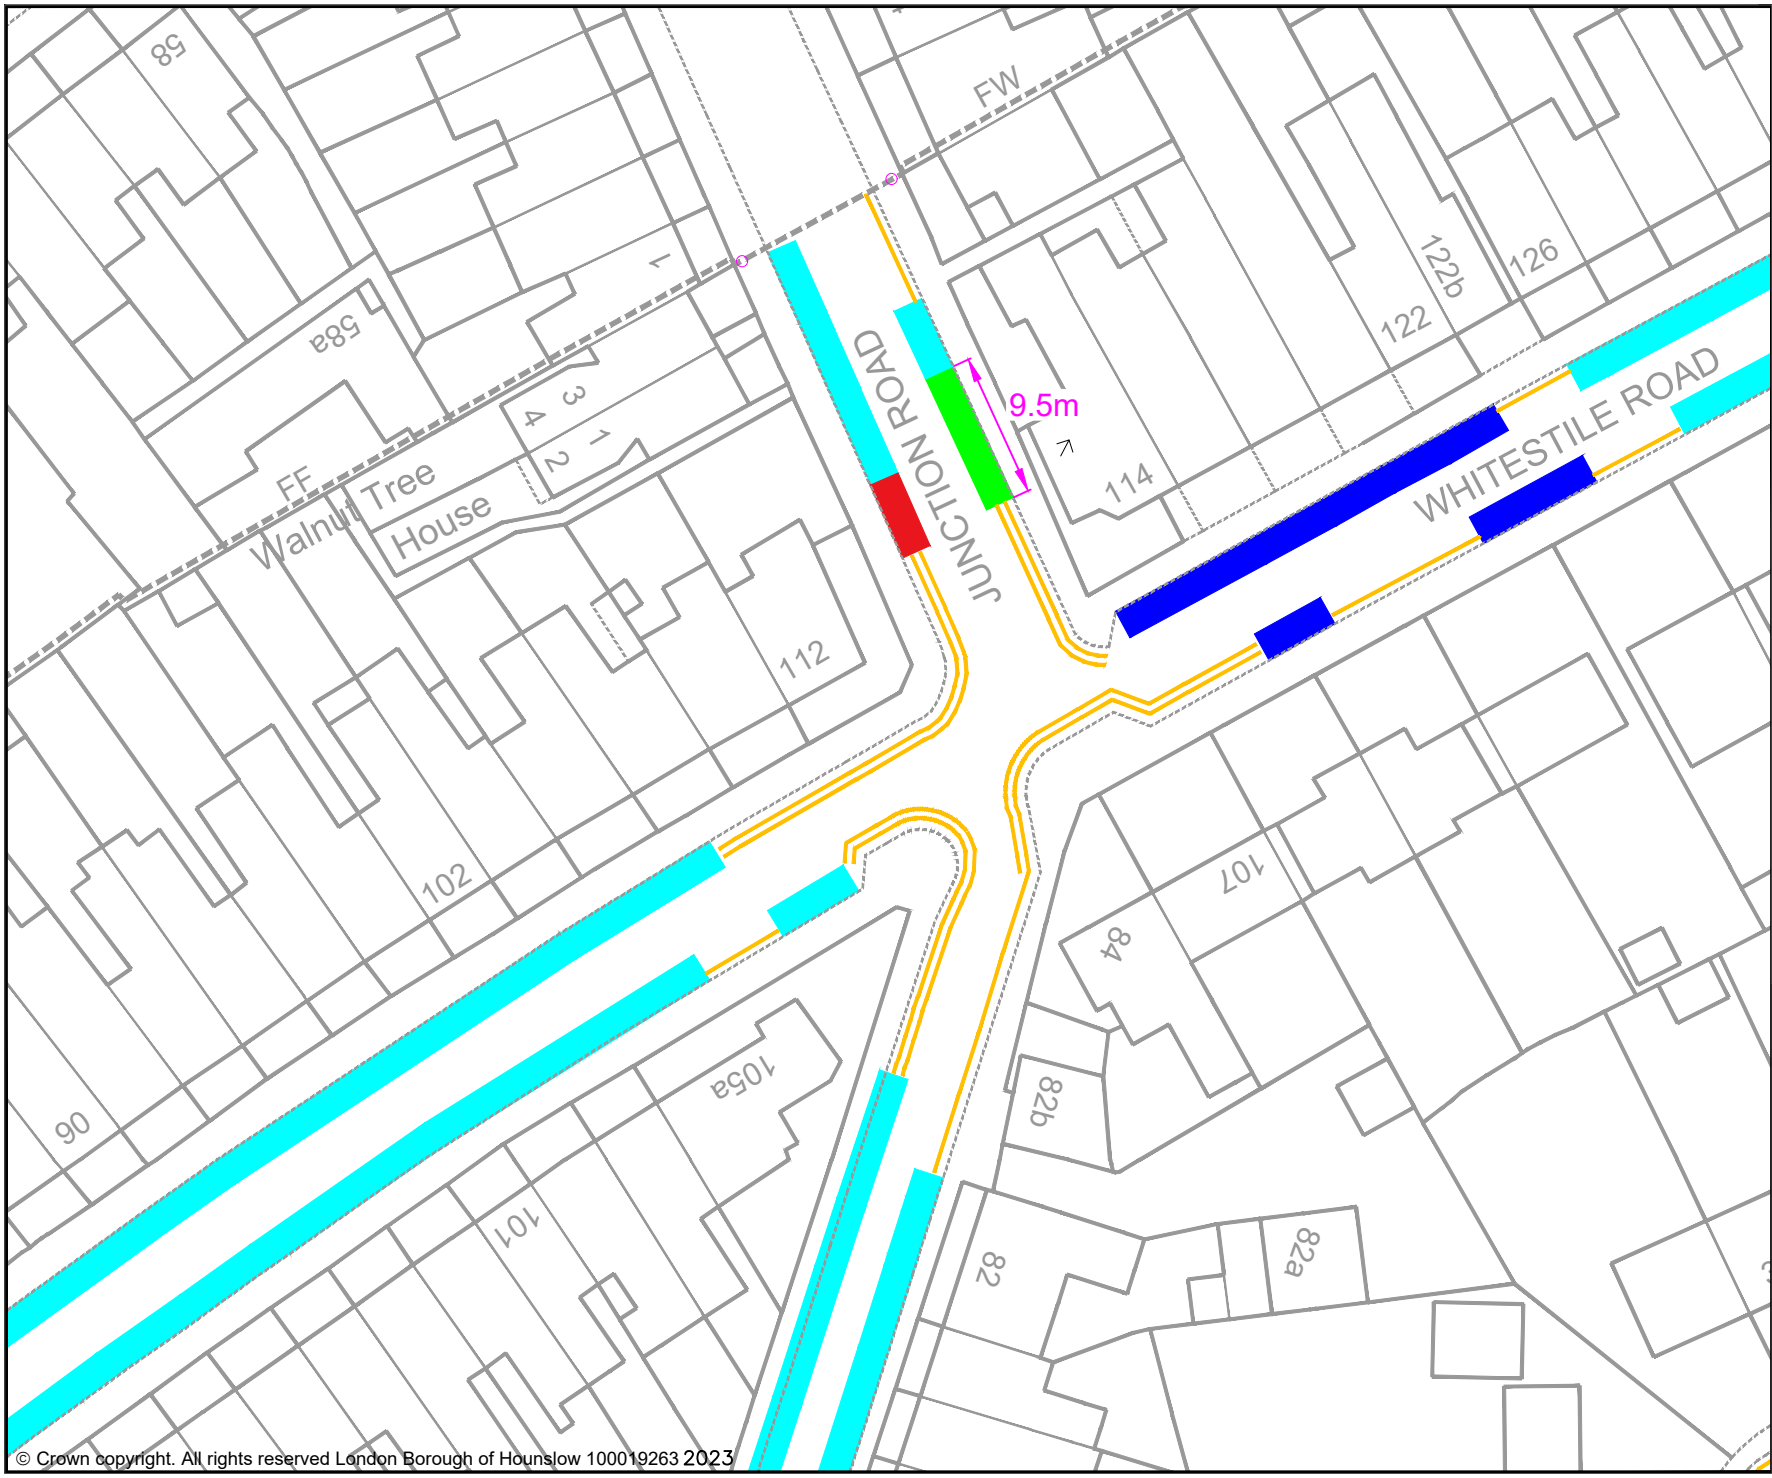 58
FW
1
126
122b
122
58a
JUNCTION ROAD
9.5m
WHITESTILE ROAD
3
4
1
2
FF
Walnut Tree
House
114
112
102
107
84
90
105a
82b
101
82
82a
© Crown copyright. All rights reserved London Borough of Hounslow 100019263 2023